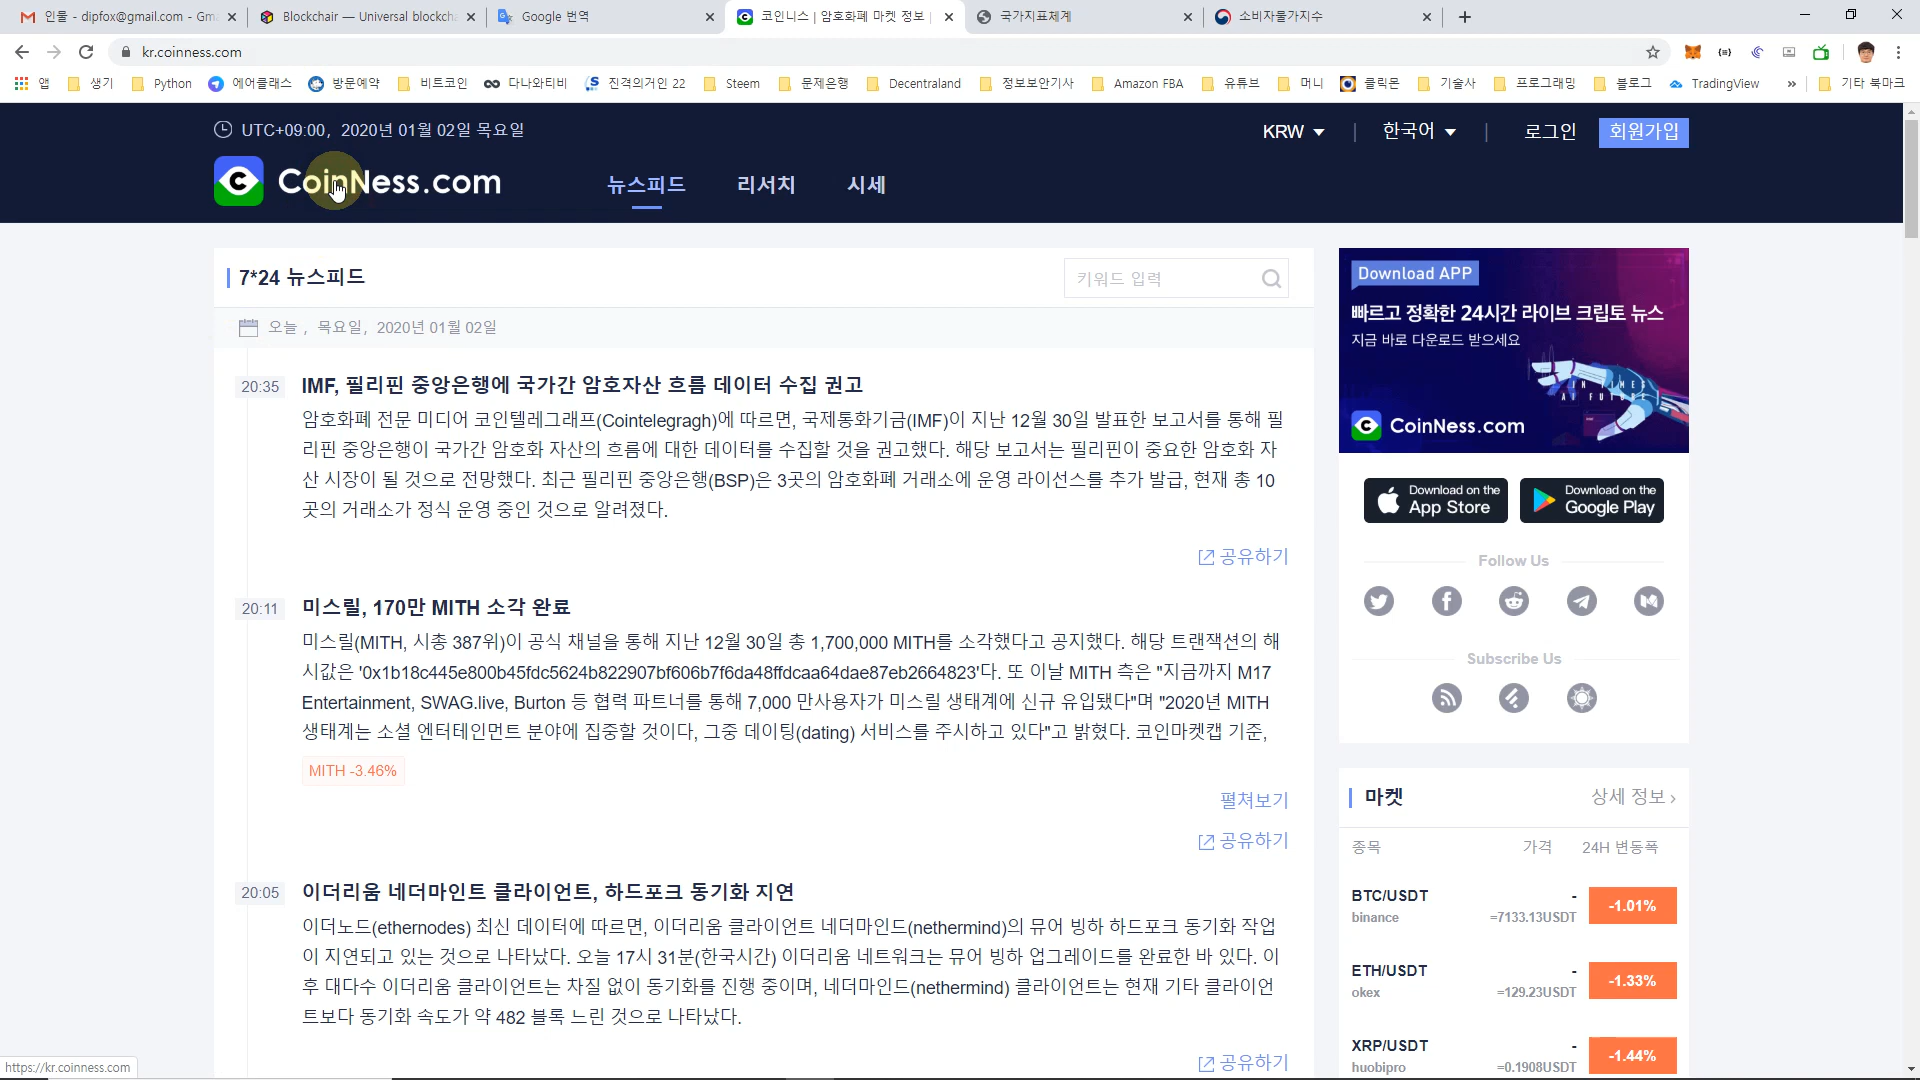 인물 - dipfox@gmail.com - Gm
Blockchair — Universal blockcha
Google 번역
코인니스 | 암호화폐 마켓 정보
국가지표체계
소비자물가지수
kr.coinness.com
앱
생기
Python
에어클래스
방문예약
비트코인
다나와티비
진격의거인 22
Steem
문제은행
Decentraland
정보보안기사
Amazon FBA
유튜브
머니
클릭몬
기술사
프로그래밍
블로그
TradingView
»
기타 북마크
UTC+09:00, 2020년 01월 02일 목요일
KRW
한국어
로그인
회원가입
CoinNess.com
뉴스피드
리서치
시세
7*24 뉴스피드
키워드 입력
오늘 , 목요일, 2020년 01월 02일
20:35
IMF, 필리핀 중앙은행에 국가간 암호자산 흐름 데이터 수집 권고
암호화폐 전문 미디어 코인텔레그래프(Cointelegragh)에 따르면, 국제통화기금(IMF)이 지난 12월 30일 발표한 보고서를 통해 필
리핀 중앙은행이 국가간 암호화 자산의 흐름에 대한 데이터를 수집할 것을 권고했다. 해당 보고서는 필리핀이 중요한 암호화 자
산 시장이 될 것으로 전망했다. 최근 필리핀 중앙은행(BSP)은 3곳의 암호화폐 거래소에 운영 라이선스를 추가 발급, 현재 총 10
곳의 거래소가 정식 운영 중인 것으로 알려졌다.
공유하기
20:11
미스릴, 170만 MITH 소각 완료
미스릴(MITH, 시총 387위)이 공식 채널을 통해 지난 12월 30일 총 1,700,000 MITH를 소각했다고 공지했다. 해당 트랜잭션의 해
시값은 '0x1b18c445e800b45fdc5624b822907bf606b7f6da48ffdcaa64dae87eb2664823'다. 또 이날 MITH 측은 "지금까지 M17
Entertainment, SWAG.live, Burton 등 협력 파트너를 통해 7,000 만사용자가 미스릴 생태계에 신규 유입됐다"며 "2020년 MITH
생태계는 소셜 엔터테인먼트 분야에 집중할 것이다, 그중 데이팅(dating) 서비스를 주시하고 있다"고 밝혔다. 코인마켓캡 기준,
MITH -3.46%
펼쳐보기
공유하기
20:05
이더리움 네더마인트 클라이언트, 하드포크 동기화 지연
이더노드(ethernodes) 최신 데이터에 따르면, 이더리움 클라이언트 네더마인드(nethermind)의 뮤어 빙하 하드포크 동기화 작업
이 지연되고 있는 것으로 나타났다. 오늘 17시 31분(한국시간) 이더리움 네트워크는 뮤어 빙하 업그레이드를 완료한 바 있다. 이
후 대다수 이더리움 클라이언트는 차질 없이 동기화를 진행 중이며, 네더마인드(nethermind) 클라이언트는 현재 기타 클라이언
트보다 동기화 속도가 약 482 블록 느린 것으로 나타났다.
공유하기
Download APP
빠르고 정확한 24시간 라이브 크립토 뉴스
지금 바로 다운로드 받으세요
IN TIMES
AI FUTURE
CoinNess.com
Download on the
App Store
Download on the
Google Play
Follow Us
Subscribe Us
마켓
상세 정보 ›
종목
가격
24H 변동폭
BTC/USDT
-
-1.01%
binance
=7133.13USDT
ETH/USDT
-
-1.33%
okex
=129.23USDT
XRP/USDT
-
-1.44%
huobipro
=0.1908USDT
https://kr.coinness.com